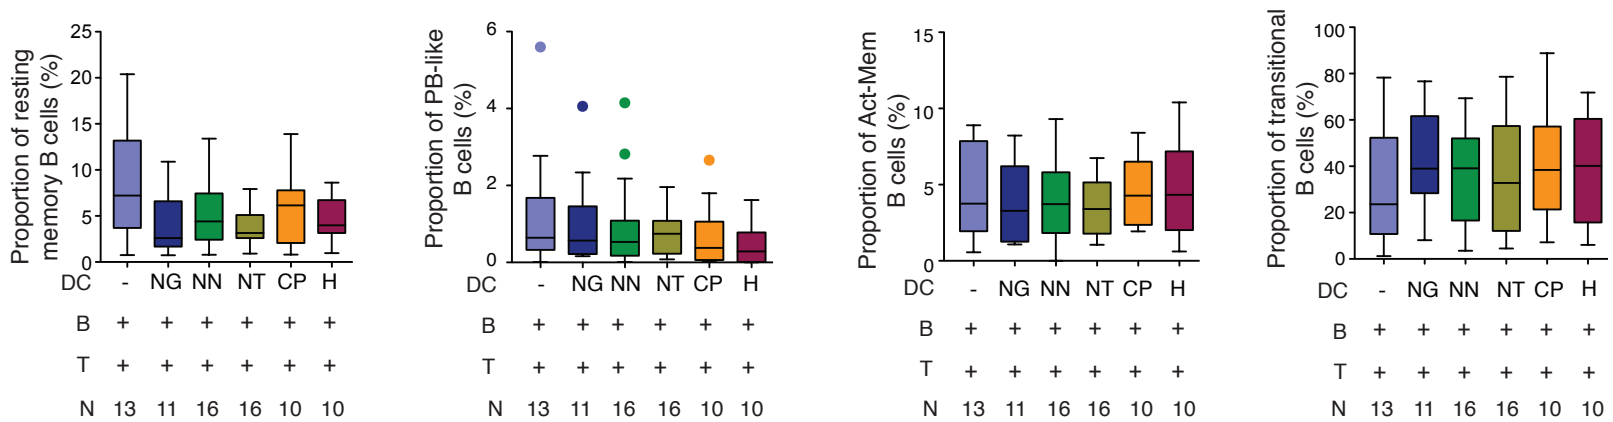 Proportion of resting
memory B cells (%)
25
20
15
10
5
0
DC - NG NN NT CP H
B + + + + + +
T + + + + + +
N 13 11 16 16 10 10
Proportion of PB-like
B cells (%)
6
4
2
0
DC - NG NN NT CP H
B + + + + + +
T + + + + + +
N 13 11 16 16 10 10
Proportion of Act-Mem
B cells (%)
15
10
5
0
DC - NG NN NT CP H
B + + + + + +
T + + + + + +
N 13 11 16 16 10 10
Proportion of transitional
B cells (%)
100
80
60
40
20
0
DC - NG NN NT CP H
B + + + + + +
T + + + + + +
N 13 11 16 16 10 10